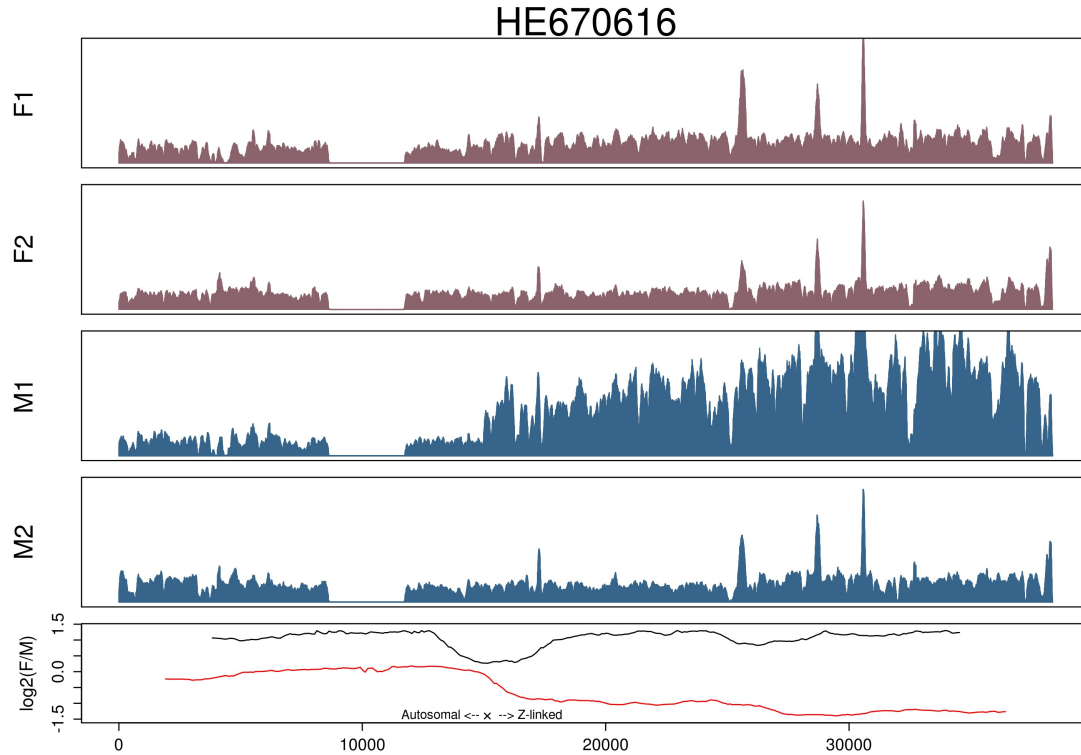 HE670616
F1
F2
M1
M2
log2(F/M)
1.5
0.0
-1.5
Autosomal <-- × --> Z-linked
0 10000 20000 30000